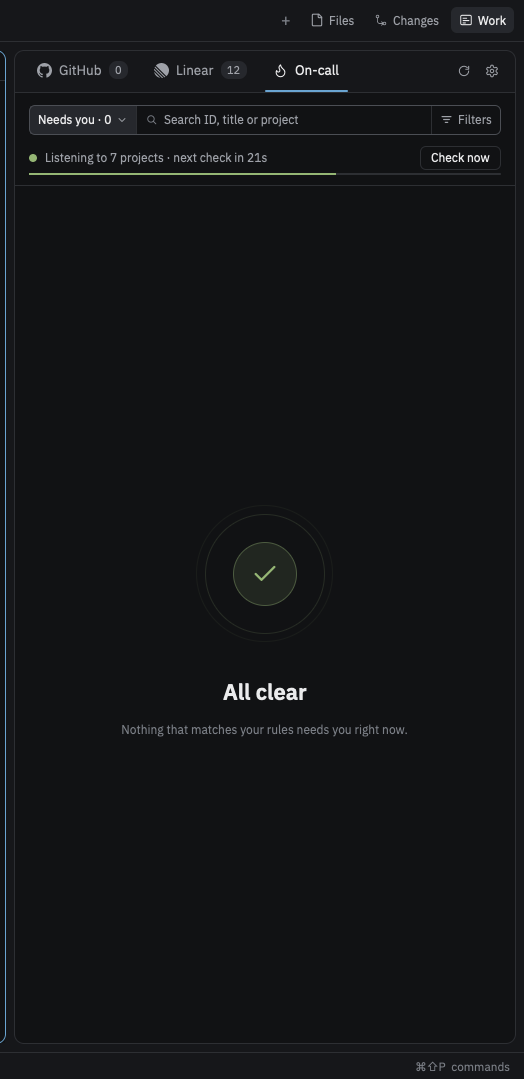 + Files Changes Work
GitHub 0 Linear 12 On-call
Needs you · 0 Search ID, title or project Filters
Listening to 7 projects · next check in 21s Check now
All clear
Nothing that matches your rules needs you right now.
⌘⇧P commands